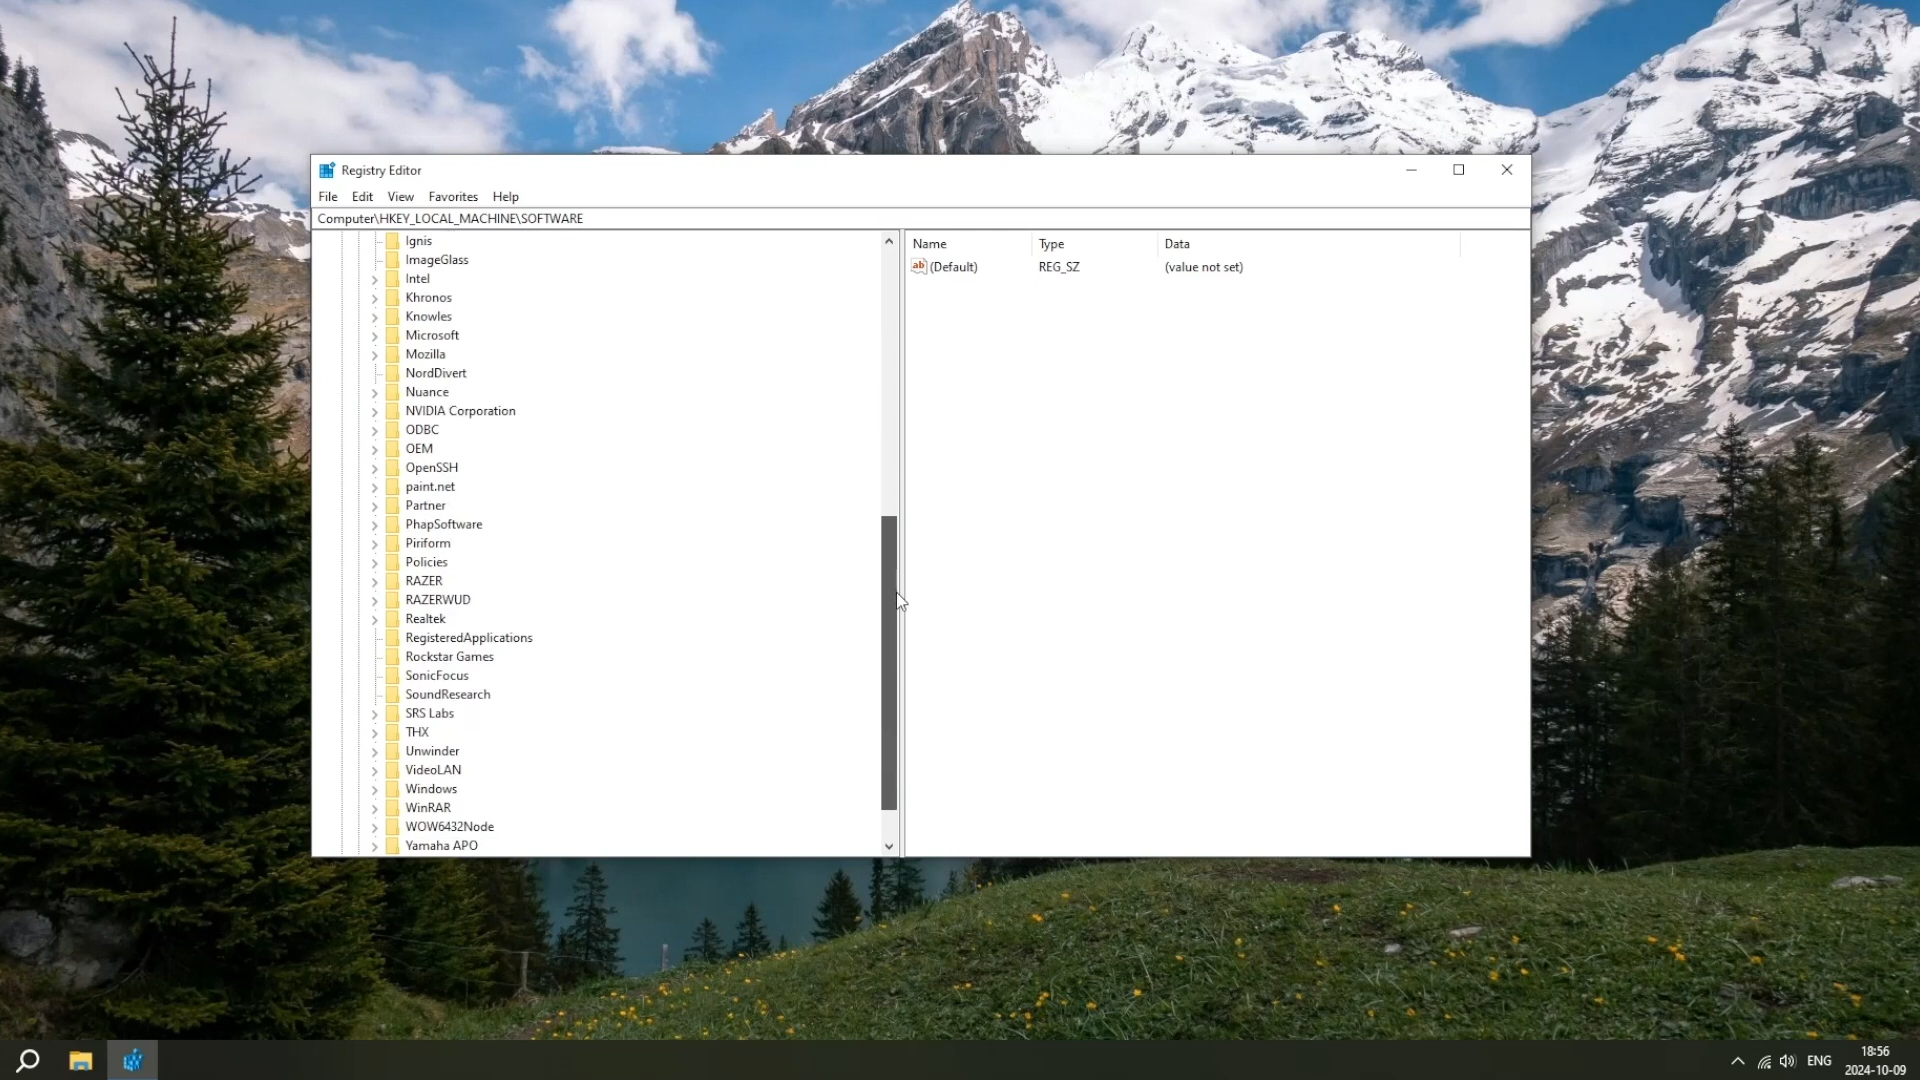 Registry Editor
File Edit View Favorites Help
Computer\HKEY_LOCAL_MACHINE\SOFTWARE
Name Type Data
ab (Default) REG_SZ (value not set)
Ignis
ImageGlass
Intel
Khronos
Knowles
Microsoft
Mozilla
NordDivert
Nuance
NVIDIA Corporation
ODBC
OEM
OpenSSH
paint.net
Partner
PhapSoftware
Piriform
Policies
RAZER
RAZERWUD
Realtek
RegisteredApplications
Rockstar Games
SonicFocus
SoundResearch
SRS Labs
THX
Unwinder
VideoLAN
Windows
WinRAR
WOW6432Node
Yamaha APO
ENG
18:56
2024-10-09